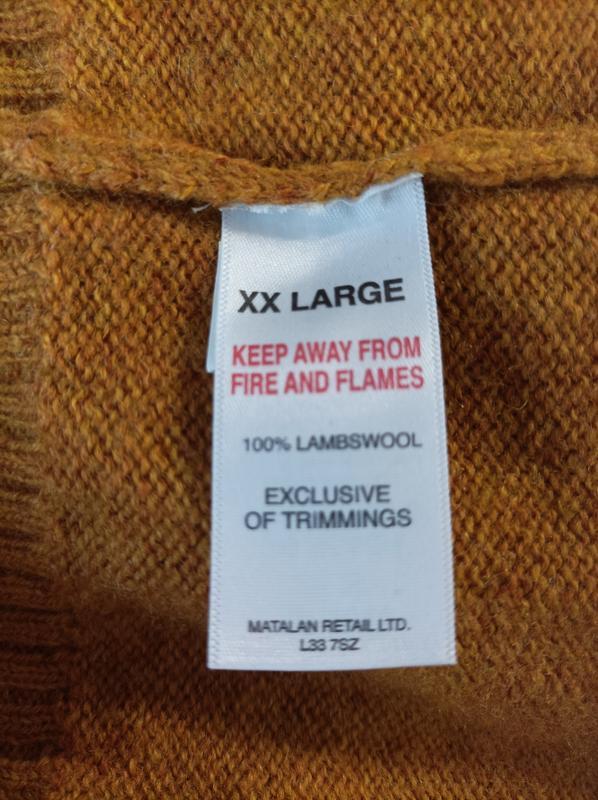 XX LARGE
KEEP AWAY FROM
FIRE AND FLAMES
100% LAMBSWOOL
EXCLUSIVE
OF TRIMMINGS
MATALAN RETAIL LTD.
L33 7SZ